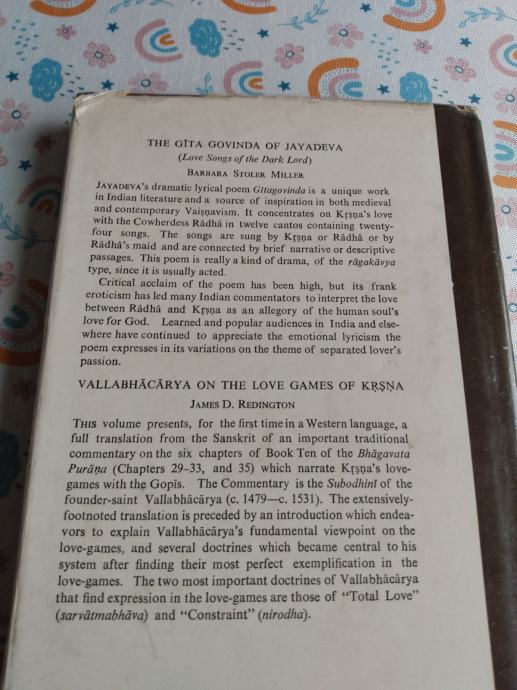 THE GĪTA GOVINDA OF JAYADEVA
(Love Songs of the Dark Lord)
BARBARA STOLER MILLER
JAYADEVA's dramatic lyrical poem Gītagovinda is a unique work
in Indian literature and a source of inspiration in both medieval
and contemporary Vaiṣṇavism. It concentrates on Kṛṣṇa's love
with the Cowherdess Rādhā in twelve cantos containing twenty-
four songs. The songs are sung by Kṛṣṇa or Rādhā or by
Rādhā's maid and are connected by brief narrative or descriptive
passages. This poem is really a kind of drama, of the rāgakāvya
type, since it is usually acted.
Critical acclaim of the poem has been high, but its frank
eroticism has led many Indian commentators to interpret the love
between Rādhā and Kṛṣṇa as an allegory of the human soul's
love for God. Learned and popular audiences in India and else-
where have continued to appreciate the emotional lyricism the
poem expresses in its variations on the theme of separated lover's
passion.
VALLABHĀCĀRYA ON THE LOVE GAMES OF KṚṢṆA
JAMES D. REDINGTON
THIS volume presents, for the first time in a Western language, a
full translation from the Sanskrit of an important traditional
commentary on the six chapters of Book Ten of the Bhāgavata
Purāṇa (Chapters 29–33, and 35) which narrate Kṛṣṇa's love-
games with the Gopīs. The Commentary is the Subodhinī of the
founder-saint Vallabhācārya (c. 1479—c. 1531). The extensively-
footnoted translation is preceded by an introduction which endea-
vors to explain Vallabhācārya's fundamental viewpoint on the
love-games, and several doctrines which became central to his
system after finding their most perfect exemplification in the
love-games. The two most important doctrines of Vallabhācārya
that find expression in the love-games are those of "Total Love"
(sarvātmabhāva) and "Constraint" (nirodha).